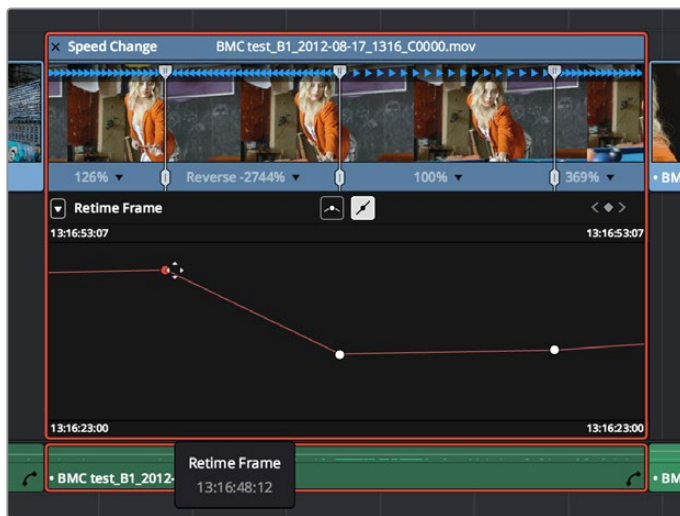 × Speed Change BMC test_B1_2012-08-17_1316_C0000.mov
126% Reverse -2744% 100% 369%
• BM
Retime Frame
13:16:53:07 13:16:53:07
13:16:23:00 13:16:23:00
• BMC test_B1_2012-
• BM
Retime Frame
13:16:48:12